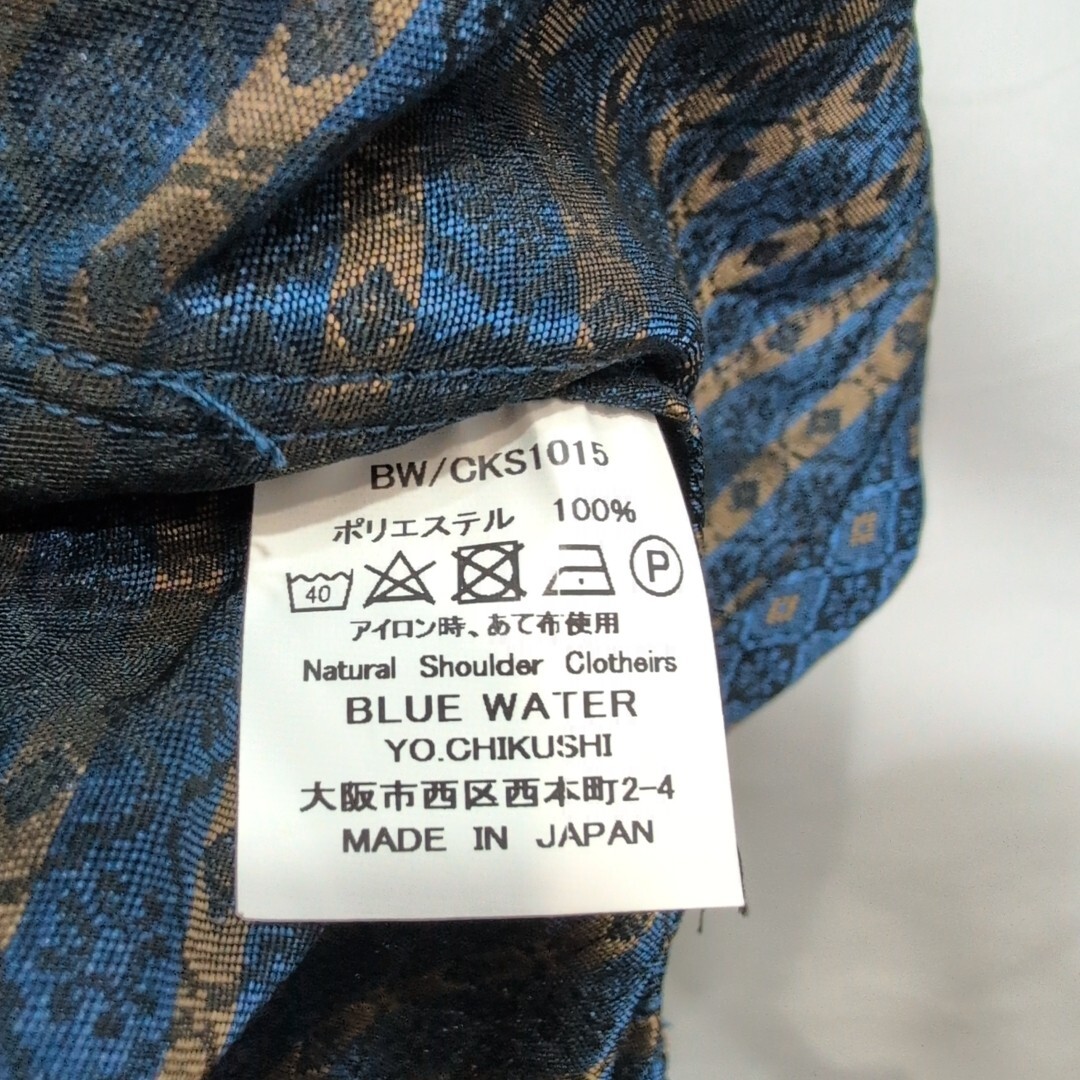 BW/CKS1015
ポリエステル 100%
40 P
アイロン時、あて布使用
Natural Shoulder Clotheirs
BLUE WATER
YO.CHIKUSHI
大阪市西区西本町2-4
MADE IN JAPAN